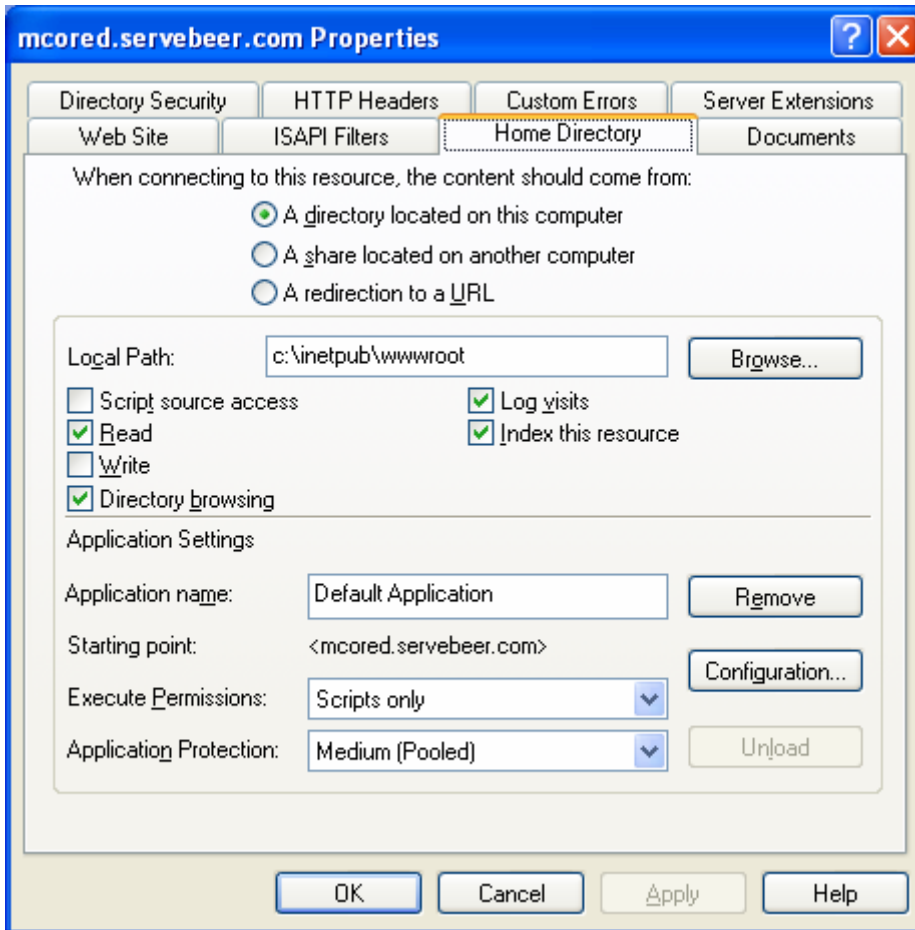 mcored.servebeer.com Properties
Directory Security HTTP Headers Custom Errors Server Extensions
Web Site ISAPI Filters Home Directory Documents
When connecting to this resource, the content should come from:
A directory located on this computer
A share located on another computer
A redirection to a URL
Local Path: c:\inetpub\wwwroot Browse...
Script source access Log visits
Read Index this resource
Write
Directory browsing
Application Settings
Application name: Default Application Remove
Starting point: <mcored.servebeer.com>
Configuration...
Execute Permissions: Scripts only
Application Protection: Medium (Pooled) Unload
OK Cancel Apply Help